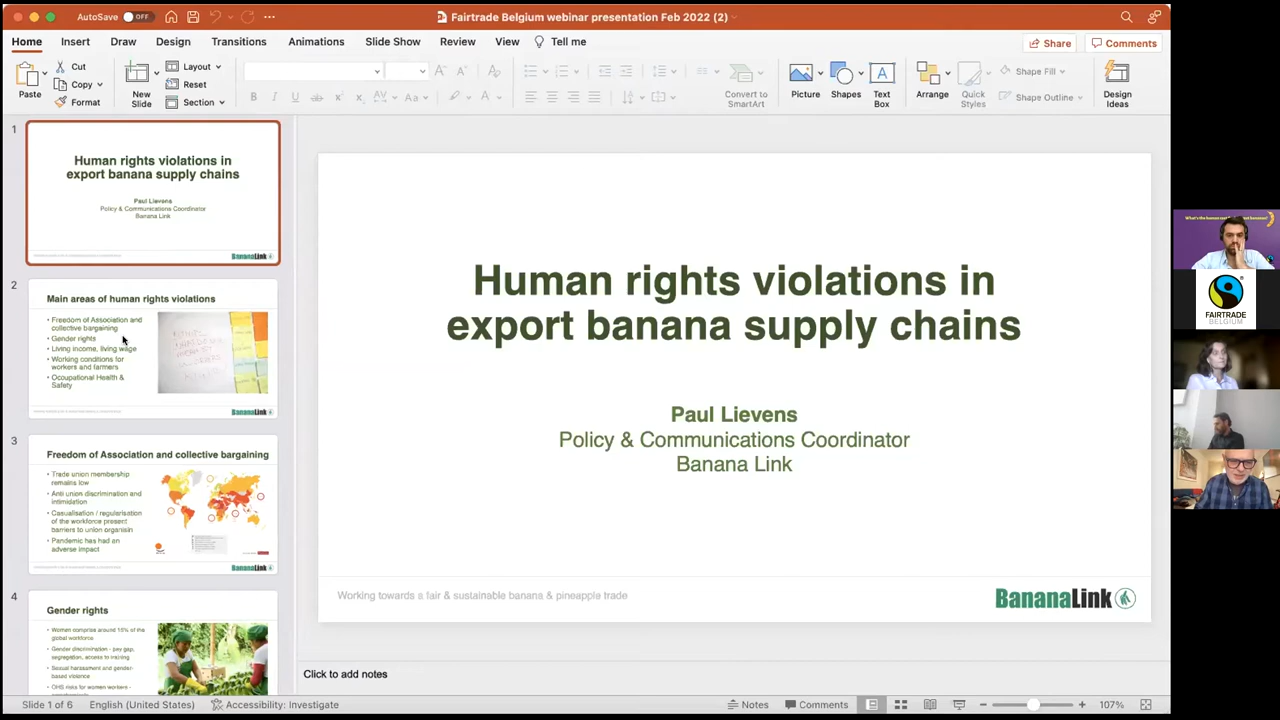 AutoSave OFF
Fairtrade Belgium webinar presentation Feb 2022 (2)
Home Insert Draw Design Transitions Animations Slide Show Review View Tell me
Share Comments
Paste
Cut
Copy
Format
New
Slide
Layout
Reset
Section
Convert to
SmartArt
Picture
Shapes
Text
Box
Arrange
Quick
Styles
Shape Fill
Shape Outline
Design
Ideas
1
Human rights violations in
export banana supply chains
Paul Lievens
Policy & Communications Coordinator
Banana Link
BananaLink
2
Main areas of human rights violations
• Freedom of Association and
collective bargaining
• Gender rights
• Living income, living wage
• Working conditions for
workers and farmers
• Occupational Health &
Safety
BananaLink
3
Freedom of Association and collective bargaining
• Trade union membership
remains low
• Anti union discrimination and
intimidation
• Casualisation / regularisation
of the workforce present
barriers to union organisin
• Pandemic has had an
adverse impact
BananaLink
4
Gender rights
• Women comprise around 15% of the
global workforce
• Gender discrimination - pay gap,
segregation, access to training
• Sexual harassment and gender-
based violence
• OHS risks for women workers -
Human rights violations in
export banana supply chains
Paul Lievens
Policy & Communications Coordinator
Banana Link
Working towards a fair & sustainable banana & pineapple trade
BananaLink
Click to add notes
Slide 1 of 6 English (United States) Accessibility: Investigate
Notes Comments 107%
FAIRTRADE
BELGIUM